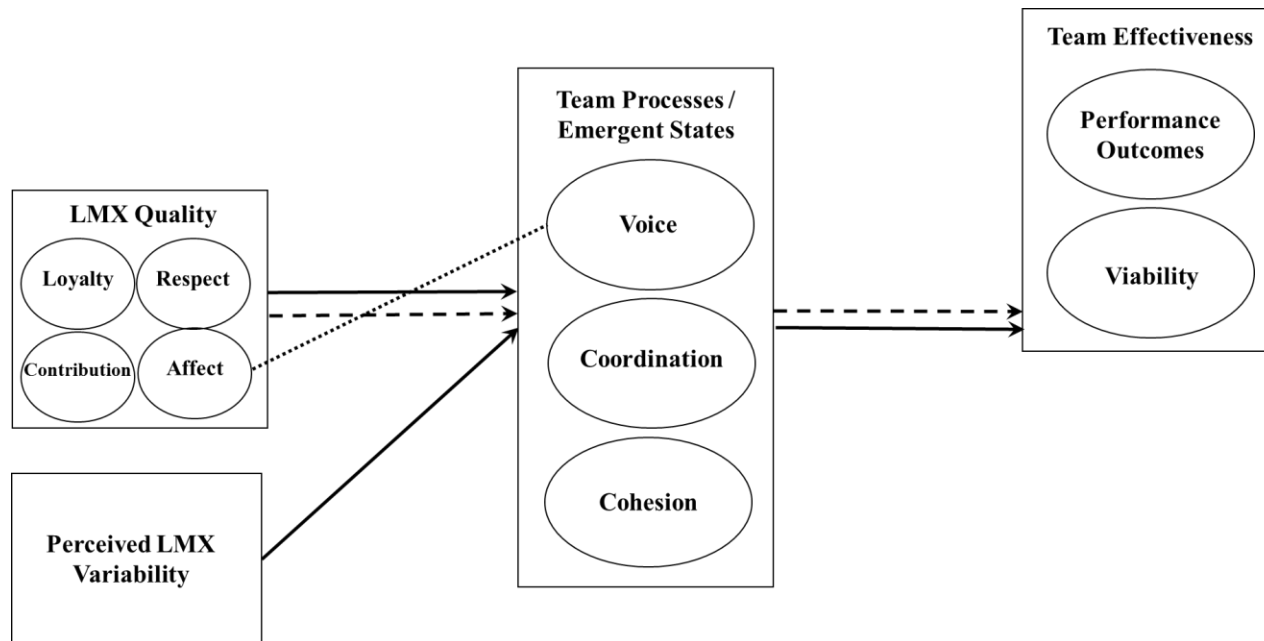 Team Effectiveness
Performance
Outcomes
Viability
Team Processes /
Emergent States
Voice
Coordination
Cohesion
LMX Quality
Loyalty
Respect
Contribution
Affect
Perceived LMX
Variability